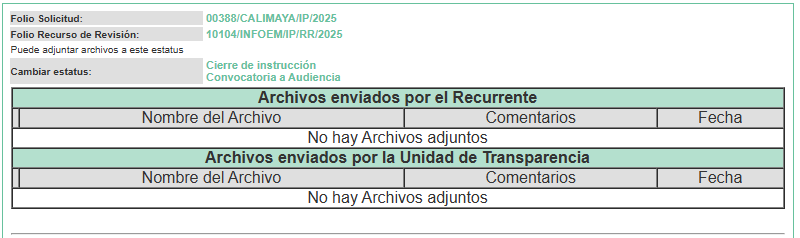 Folio Solicitud: 00388/CALIMAYA/IP/2025
Folio Recurso de Revisión: 10104/INFOEM/IP/RR/2025
Puede adjuntar archivos a este estatus
Cambiar estatus: Cierre de instrucción
Convocatoria a Audiencia
Archivos enviados por el Recurrente
Nombre del Archivo Comentarios Fecha
No hay Archivos adjuntos
Archivos enviados por la Unidad de Transparencia
Nombre del Archivo Comentarios Fecha
No hay Archivos adjuntos